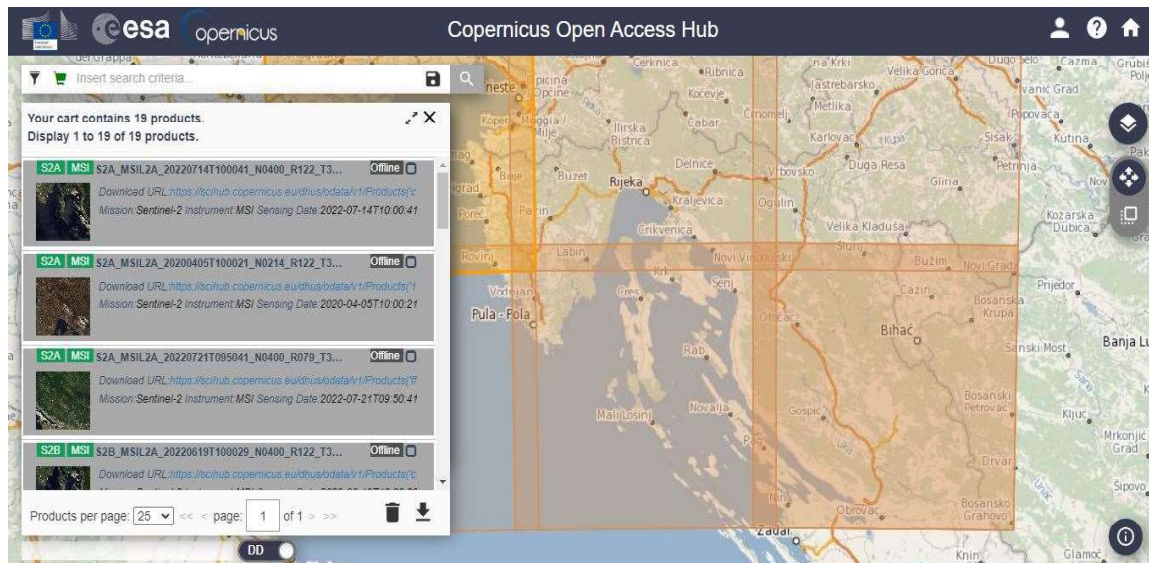 esa opernicus
Copernicus Open Access Hub
Insert search criteria...
Your cart contains 19 products.
Display 1 to 19 of 19 products.
S2A MSI S2A_MSIL2A_20220714T100041_N0400_R122_T3... Offline
Download URL:https://scihub.copernicus.eu/dhus/odata/v1/Products('c
Mission:Sentinel-2 Instrument:MSI Sensing Date:2022-07-14T10:00:41
S2A MSI S2A_MSIL2A_20200405T100021_N0214_R122_T3... Offline
Download URL:https://scihub.copernicus.eu/dhus/odata/v1/Products('1
Mission:Sentinel-2 Instrument:MSI Sensing Date:2020-04-05T10:00:21
S2A MSI S2A_MSIL2A_20220721T095041_N0400_R079_T3... Offline
Download URL:https://scihub.copernicus.eu/dhus/odata/v1/Products('ff
Mission:Sentinel-2 Instrument:MSI Sensing Date:2022-07-21T09:50:41
S2B MSI S2B_MSIL2A_20220619T100029_N0400_R122_T3... Offline
Download URL:https://scihub.copernicus.eu/dhus/odata/v1/Products('c
Products per page: 25 << < page: 1 of 1 > >>
DD
Cerknica
Ribnica
na Krki
Velika Gorica
Dugo Selo
Čazma
Jastrebarsko
Ivanić Grad
Kočevje
Metlika
Črnomelj
Popovača
Koper
Muggia /
Milje
Ilirska
Bistrica
Čabar
Karlovac
Sisak
Kutina
Buje
Buzet
Delnice
Vrbovsko
Duga Resa
Glina
Petrinja
Rijeka
Kraljevica
Ogulin
Poreč
Pazin
Crikvenica
Velika Kladuša
Kozarska
Dubica
Rovinj
Labin
Novi Vinodolski
Slunj
Bužim
Novi Grad
Krk
Senj
Cazin
Prijedor
Vodnjan
Cres
Bosanska
Krupa
Pula - Pola
Otočac
Bihać
Sanski Most
Banja Lu
Rab
Mali Lošinj
Novalja
Gospić
Bosanski
Petrovac
Ključ
Mrkonjić
Grad
Pag
Drvar
Šipovo
Nin
Obrovac
Bosansko
Grahovo
Zadar
Knin
Glamoč